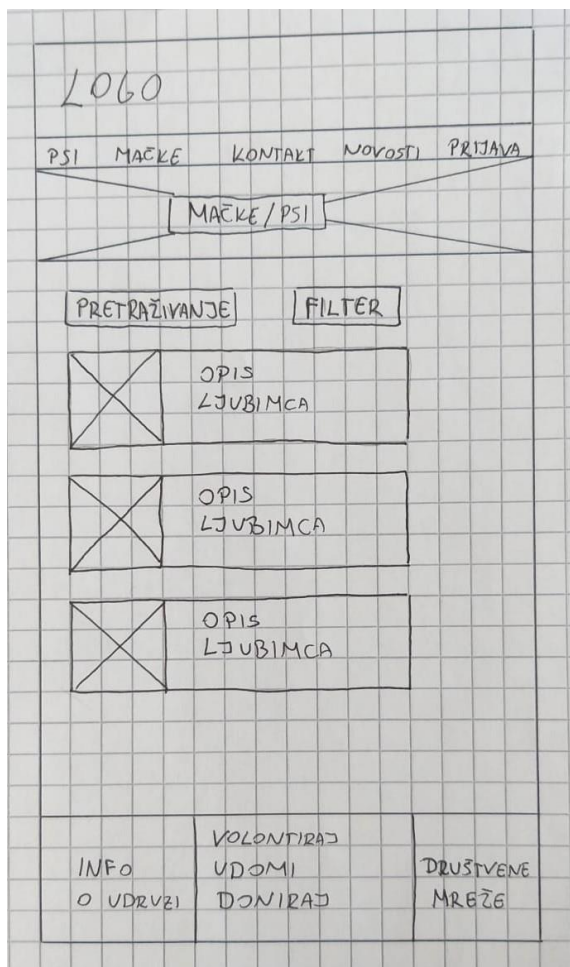 LOGO
PSI MAČKE KONTAKT NOVOSTI PRIJAVA
MAČKE/PSI
PRETRAŽIVANJE FILTER
OPIS
LJUBIMCA
OPIS
LJUBIMCA
OPIS
LJUBIMCA
INFO
O UDRUZI
VOLONTIRAJ
UDOMI
DONIRAJ
DRUŠTVENE
MREŽE